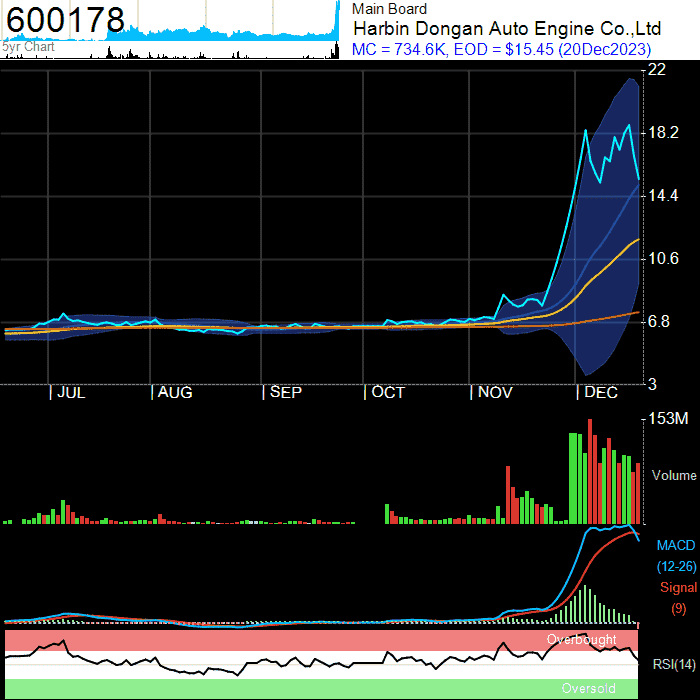 600178
5yr Chart
Main Board
Harbin Dongan Auto Engine Co.,Ltd
MC = 734.6K, EOD = $15.45 (20Dec2023)
22
18.2
14.4
10.6
6.8
3
| JUL | AUG | SEP | OCT | NOV | DEC
153M
Volume
MACD
(12-26)
Signal
(9)
Overbought
RSI(14)
Oversold